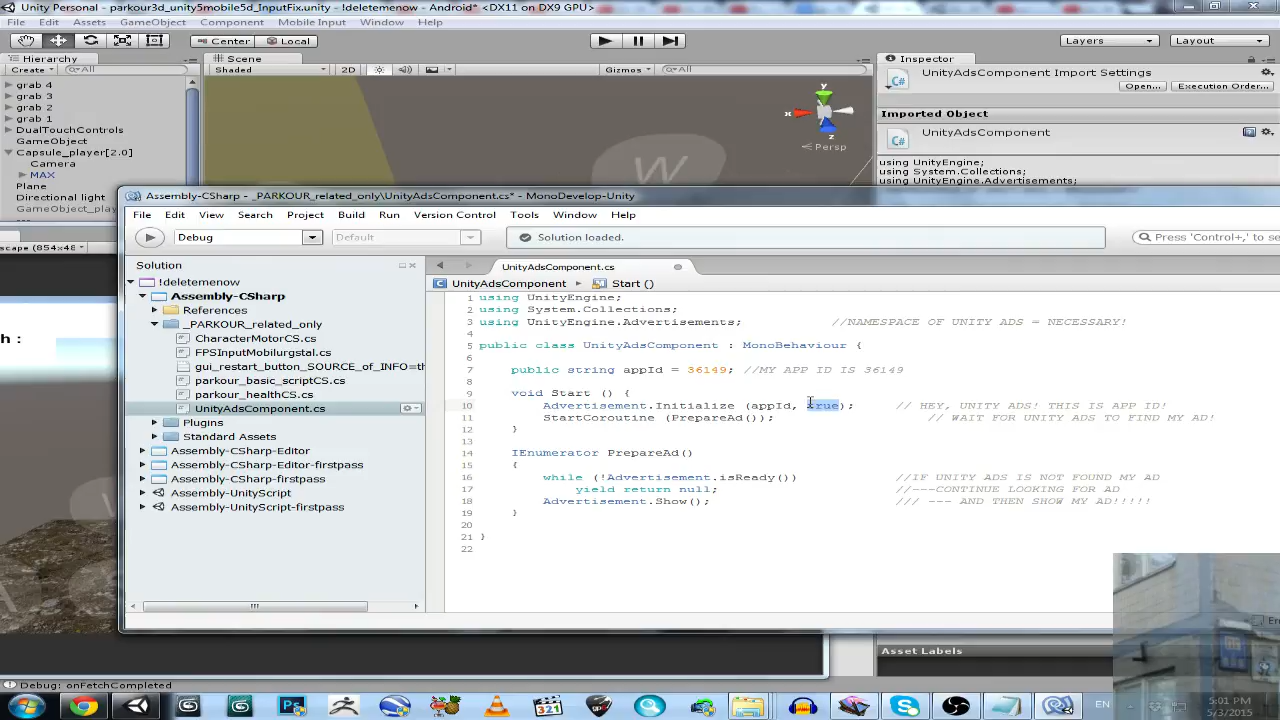 Unity Personal - parkour3d_unity5mobile5d_InputFix.unity - !deletemenow - Android* <DX11 on DX9 GPU>
File Edit Assets GameObject Component Mobile Input Window Help
Center Local Layers Layout
Hierarchy Scene Inspector
Create All Shaded 2D Gizmos All
grab 4
grab 3
grab 2
grab 1
DualTouchControls
GameObject
Capsule_player[2.0]
Camera
MAX
Plane
Directional light
GameObject_play
y
x
z
Persp
W
UnityAdsComponent Import Settings
Open... Execution Order...
Imported Object
UnityAdsComponent
using UnityEngine;
using System.Collections;
using UnityEngine.Advertisements;
Assembly-CSharp - _PARKOUR_related_only\UnityAdsComponent.cs* - MonoDevelop-Unity
File Edit View Search Project Build Run Version Control Tools Window Help
Debug Default Solution loaded. Press 'Control+,' to se
scape (854x48
h :
Solution
!deletemenow
Assembly-CSharp
References
_PARKOUR_related_only
CharacterMotorCS.cs
FPSInputMobilurgstal.cs
gui_restart_button_SOURCE_of_INFO=th
parkour_basic_scriptCS.cs
parkour_healthCS.cs
UnityAdsComponent.cs
Plugins
Standard Assets
Assembly-CSharp-Editor
Assembly-CSharp-Editor-firstpass
Assembly-CSharp-firstpass
Assembly-UnityScript
Assembly-UnityScript-firstpass
UnityAdsComponent.cs
UnityAdsComponent Start ()
1 using UnityEngine;
2 using System.Collections;
3 using UnityEngine.Advertisements; //NAMESPACE OF UNITY ADS = NECESSARY!
4
5 public class UnityAdsComponent : MonoBehaviour {
6
7 public string appId = 36149; //MY APP ID IS 36149
8
9 void Start () {
10 Advertisement.Initialize (appId, true); // HEY, UNITY ADS! THIS IS APP ID!
11 StartCoroutine (PrepareAd()); // WAIT FOR UNITY ADS TO FIND MY AD!
12 }
13
14 IEnumerator PrepareAd()
15 {
16 while (!Advertisement.isReady()) //IF UNITY ADS IS NOT FOUND MY AD
17 yield return null; //---CONTINUE LOOKING FOR AD
18 Advertisement.Show(); /// --- AND THEN SHOW MY AD!!!!!
19 }
20
21 }
22
Asset Labels
Debug: onFetchCompleted
EN
5:01 PM
5/3/2015